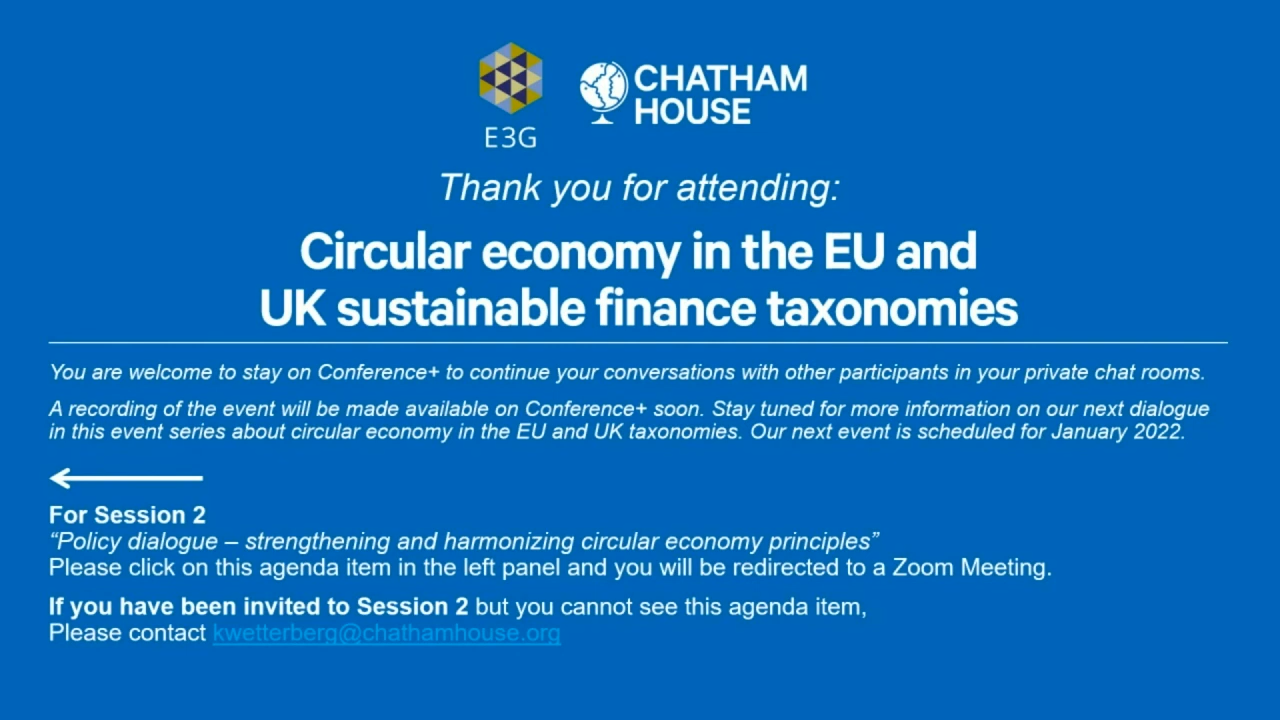 E3G
CHATHAM
HOUSE
Thank you for attending:
Circular economy in the EU and
UK sustainable finance taxonomies
You are welcome to stay on Conference+ to continue your conversations with other participants in your private chat rooms.
A recording of the event will be made available on Conference+ soon. Stay tuned for more information on our next dialogue
in this event series about circular economy in the EU and UK taxonomies. Our next event is scheduled for January 2022.
For Session 2
“Policy dialogue – strengthening and harmonizing circular economy principles”
Please click on this agenda item in the left panel and you will be redirected to a Zoom Meeting.
If you have been invited to Session 2 but you cannot see this agenda item,
Please contact kwetterberg@chathamhouse.org